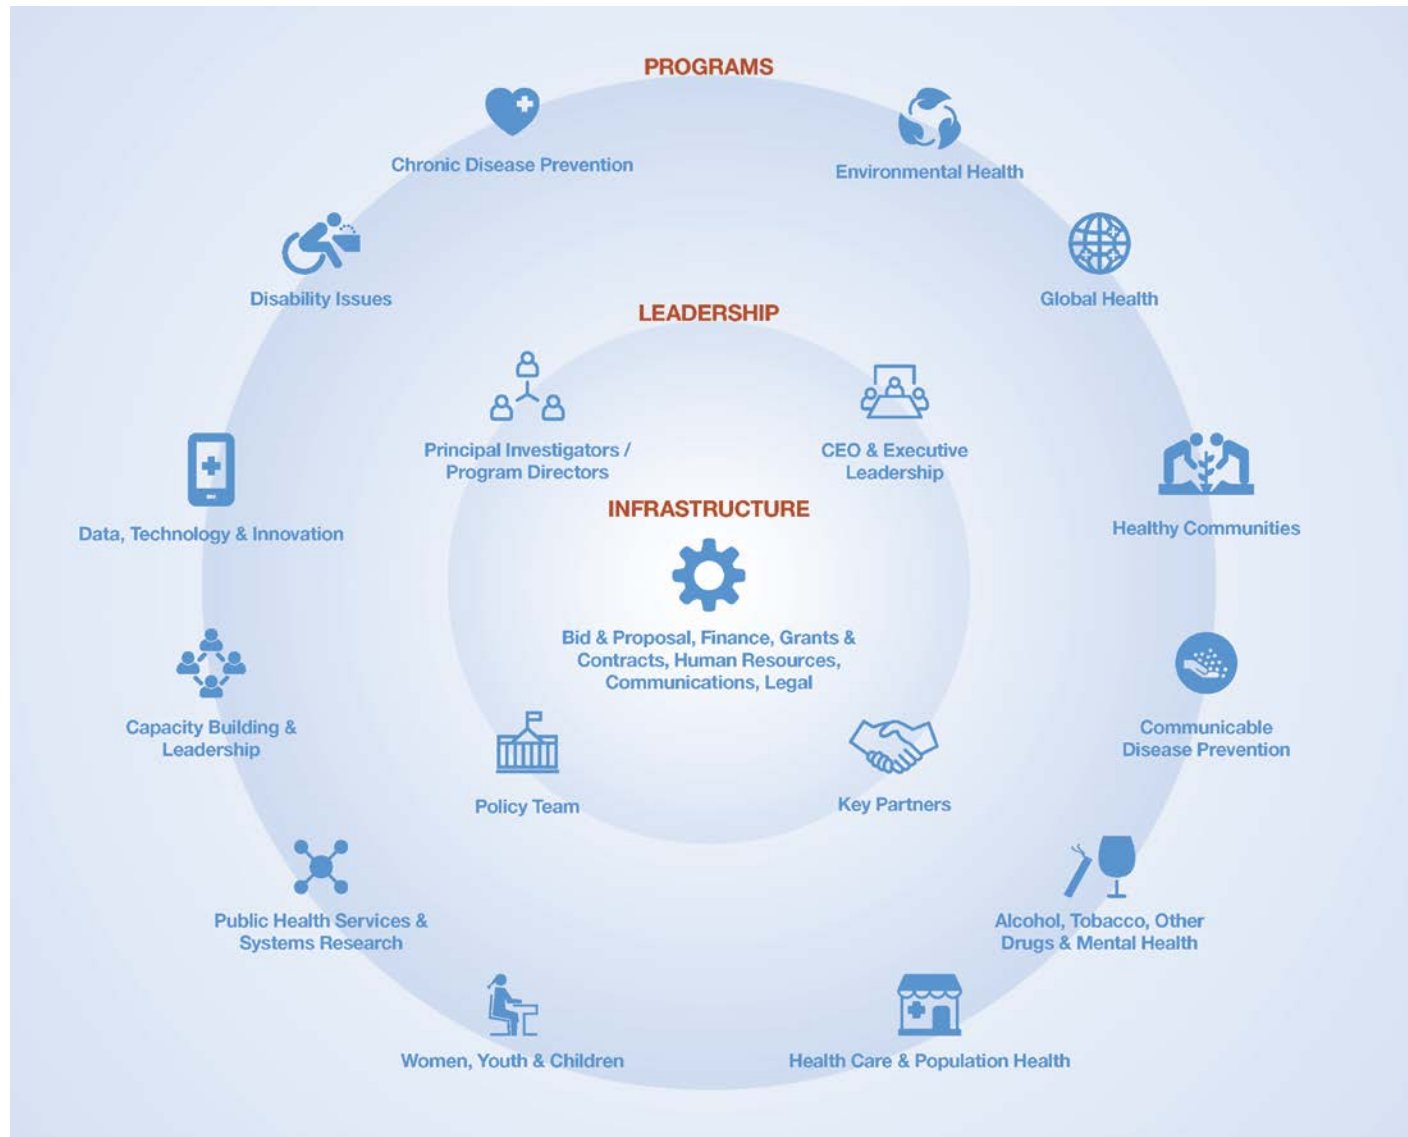 PROGRAMS
Chronic Disease Prevention
Environmental Health
Disability Issues
Global Health
LEADERSHIP
Principal Investigators /
Program Directors
CEO & Executive
Leadership
INFRASTRUCTURE
Data, Technology & Innovation
Healthy Communities
Bid & Proposal, Finance, Grants &
Contracts, Human Resources,
Communications, Legal
Capacity Building &
Leadership
Communicable
Disease Prevention
Policy Team
Key Partners
Public Health Services &
Systems Research
Alcohol, Tobacco, Other
Drugs & Mental Health
Women, Youth & Children
Health Care & Population Health